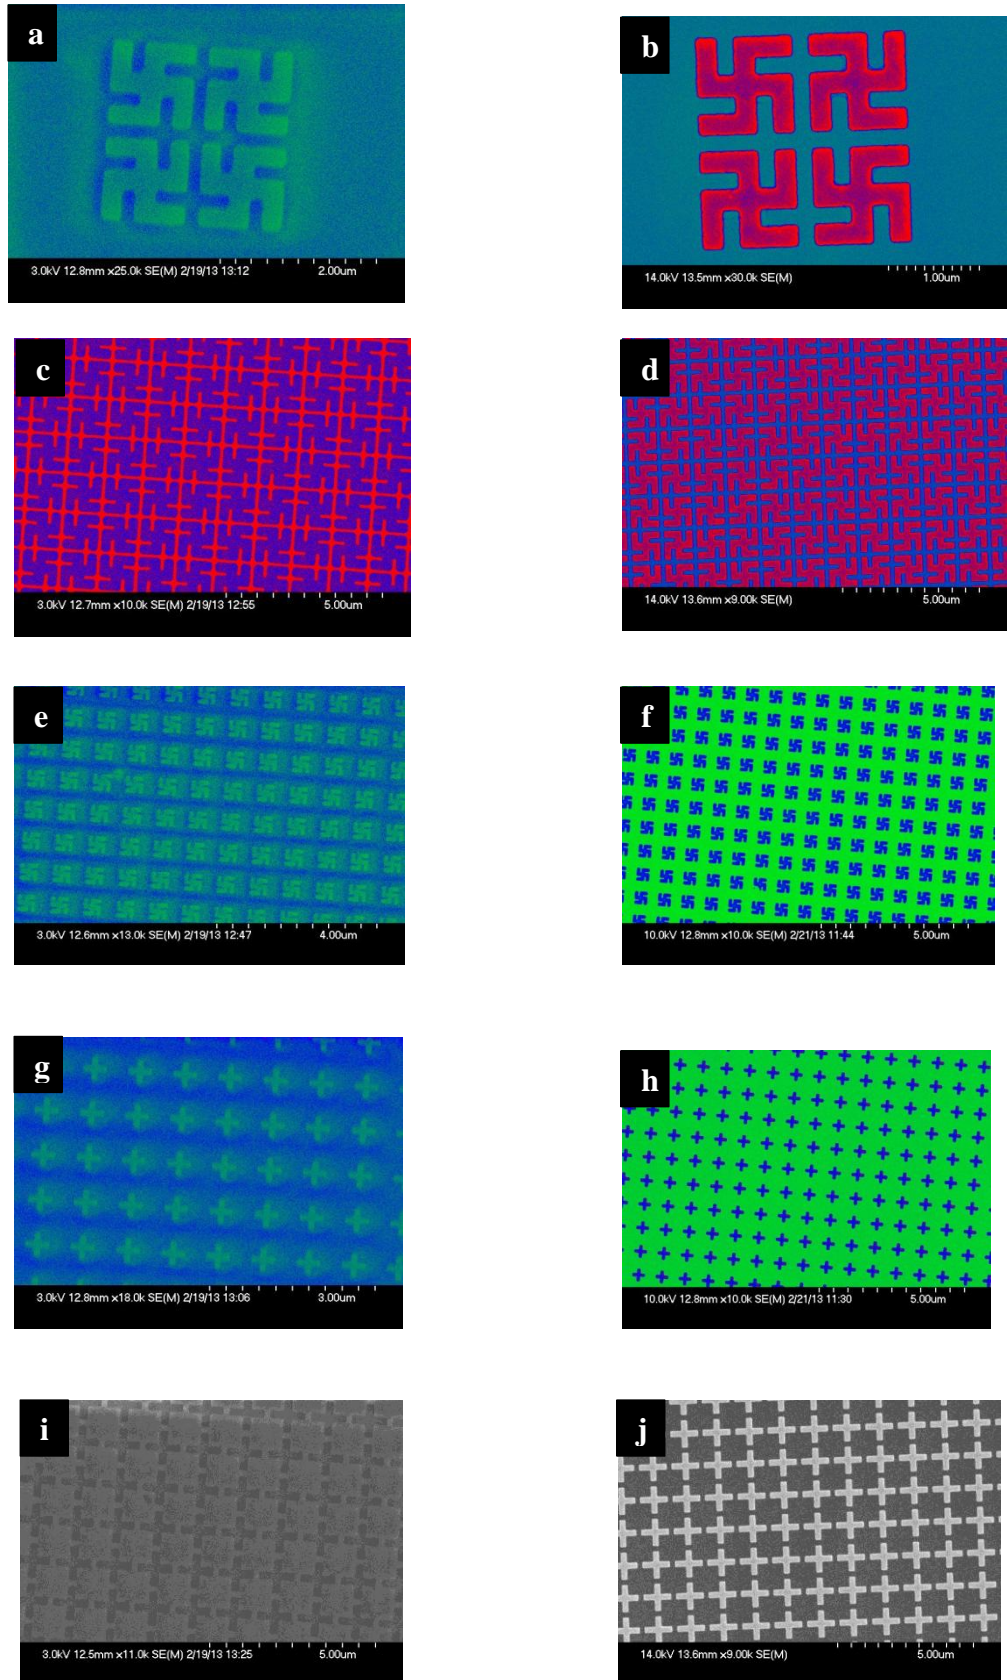 a
b
3.0kV 12.8mm x25.0k SE(M) 2/19/13 13:12
2.00um
14.0kV 13.5mm x30.0k SE(M)
1.00um
c
d
3.0kV 12.7mm x10.0k SE(M) 2/19/13 12:55
5.00um
14.0kV 13.6mm x9.00k SE(M)
5.00um
e
f
3.0kV 12.6mm x13.0k SE(M) 2/19/13 12:47
4.00um
10.0kV 12.8mm x10.0k SE(M) 2/21/13 11:44
5.00um
g
h
3.0kV 12.8mm x18.0k SE(M) 2/19/13 13:06
3.00um
10.0kV 12.8mm x10.0k SE(M) 2/21/13 11:30
5.00um
i
j
3.0kV 12.5mm x11.0k SE(M) 2/19/13 13:25
5.00um
14.0kV 13.6mm x9.00k SE(M)
5.00um